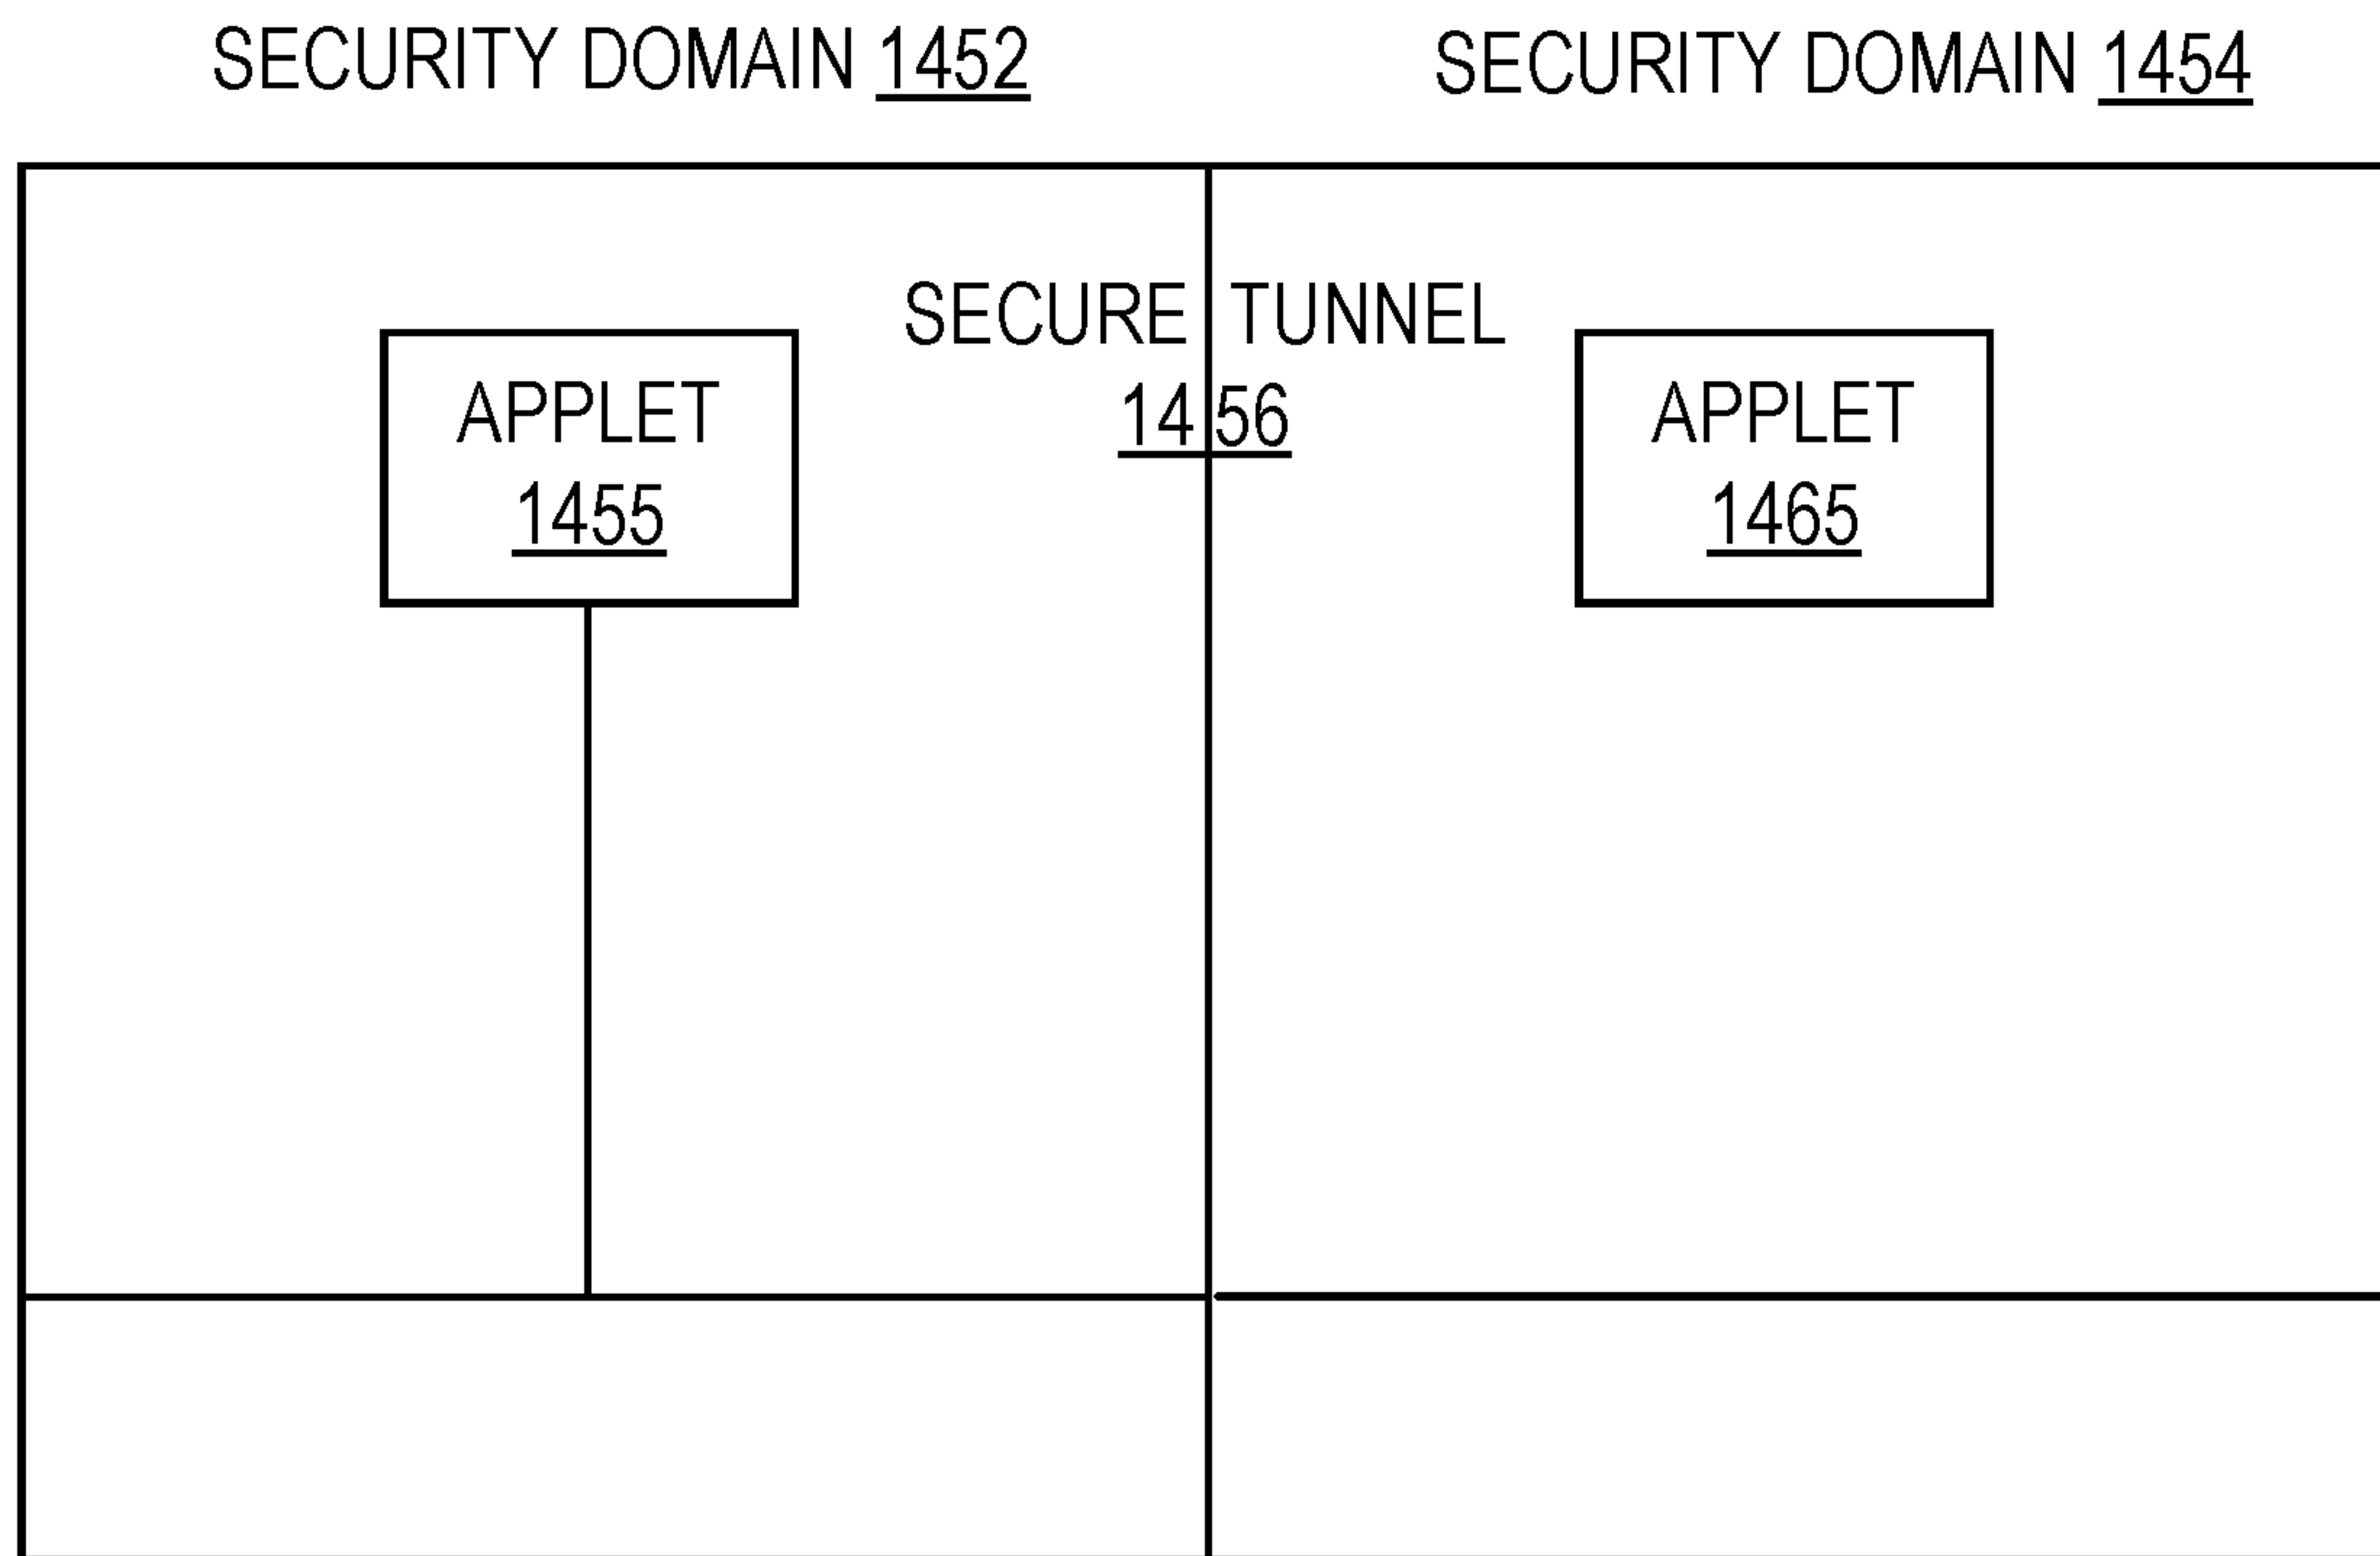 SECURITY DOMAIN 1452
SECURITY DOMAIN 1454
SECURE TUNNEL
1456
APPLET
1455
APPLET
1465